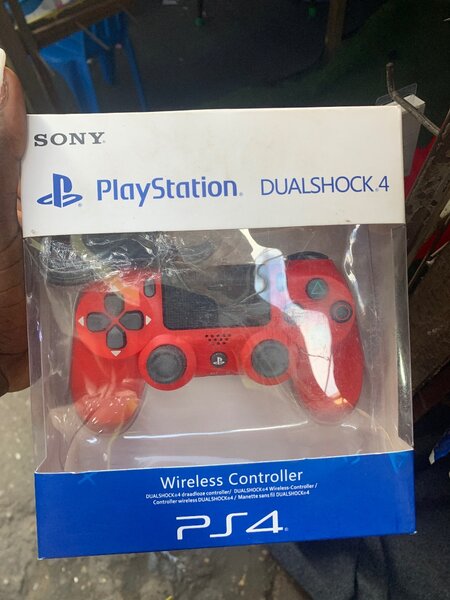 SONY
PlayStation® DUALSHOCK®4
Wireless Controller
DUALSHOCK®4 draadloze controller/ DUALSHOCK®4 Wireless-Controller /
Controller wireless DUALSHOCK®4 / Manette sans fil DUALSHOCK®4
PS4®